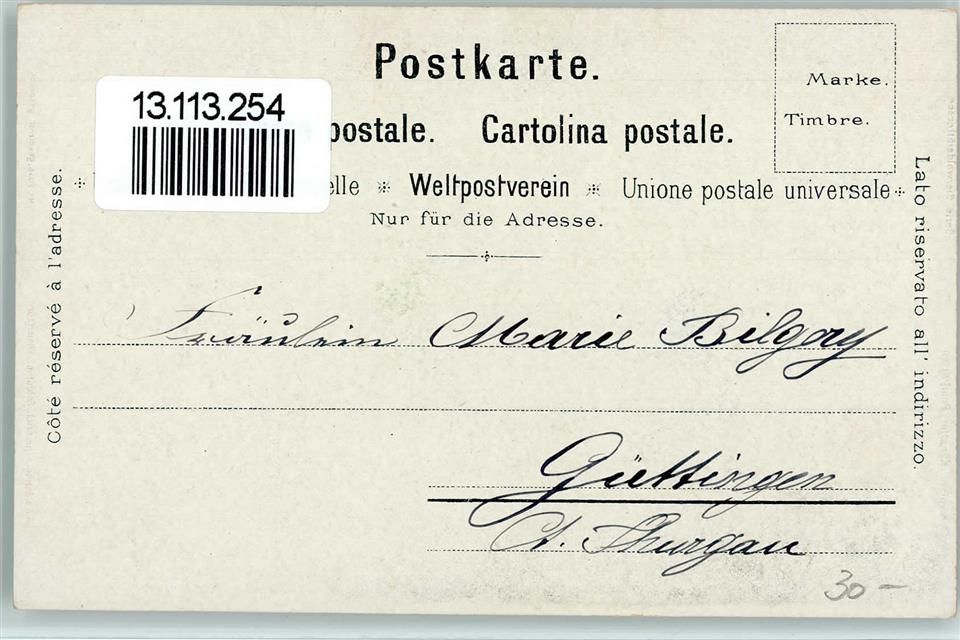 Postkarte.
Marke.
Timbre.
13.113.254
postale. Cartolina postale.
elle Weltpostverein Unione postale universale
Nur für die Adresse.
Côté réservé à l'adresse.
Lato riservato all' indirizzo.
Fräulein Marie Bilgory
Güttingen
Ct. Thurgau
30-